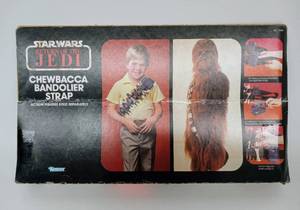 STAR WARS
RETURN OF THE
JEDI
CHEWBACCA
BANDOLIER
STRAP
ACTION FIGURES SOLD SEPARATELY
Kenner